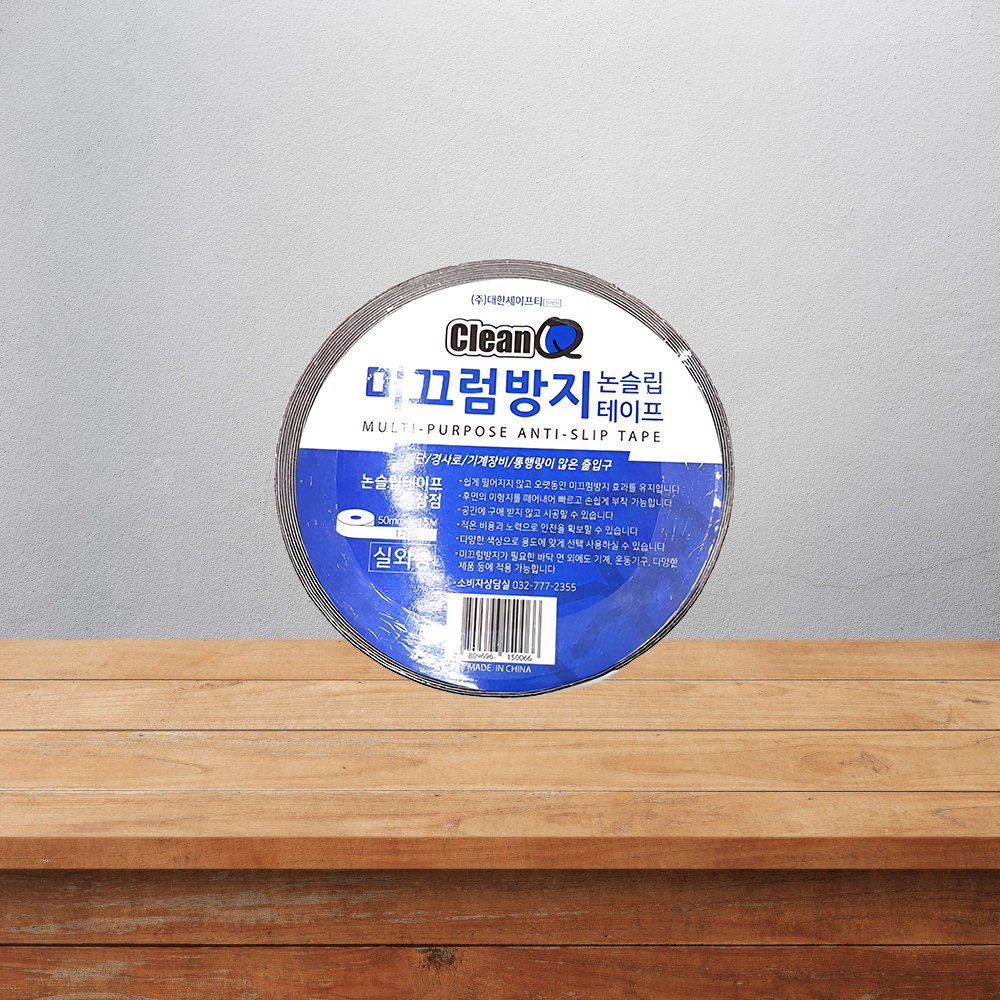 (주)대한세이프티
Clean Q
미끄럼방지 논슬립
테이프
MULTI-PURPOSE ANTI-SLIP TAPE
/경사로/기계장비/통행량이 많은 출입구
논슬립테이프
· 쉽게 떨어지지 않고 오랫동안 미끄럼방지 효과를 유지합니다
· 후면의 이형지를 떼어내어 빠르고 손쉽게 부착 가능합니다
· 공간에 구애 받지 않고 시공할 수 있습니다
· 적은 비용과 노력으로 안전을 확보할 수 있습니다
· 다양한 색상으로 용도에 맞게 선택 사용하실 수 있습니다
· 미끄럼방지가 필요한 바닥 면 외에도 기계, 운동기구, 다양한
제품 등에 적용 가능합니다
50mm
실외용
· 소비자상담실 032-777-2355
809696 150066
MADE IN CHINA